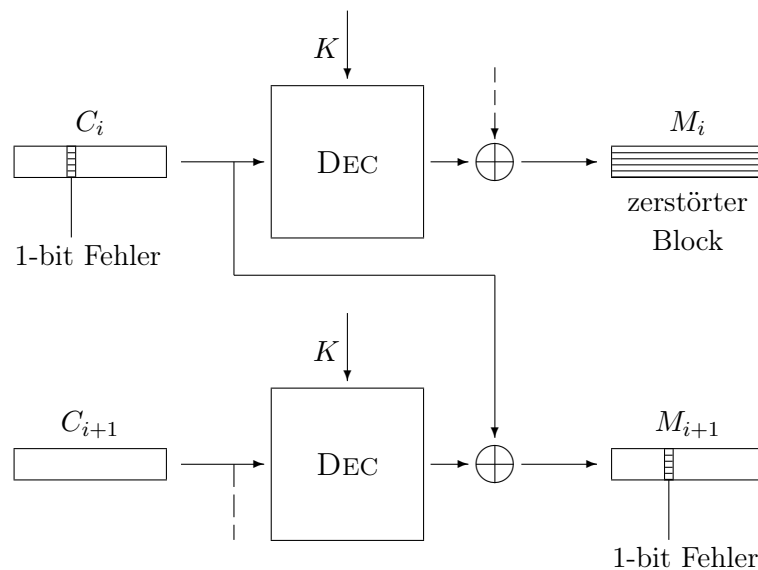 K
C_i
DEC
M_i
1-bit Fehler
zerstörter
Block
K
C_{i+1}
DEC
M_{i+1}
1-bit Fehler